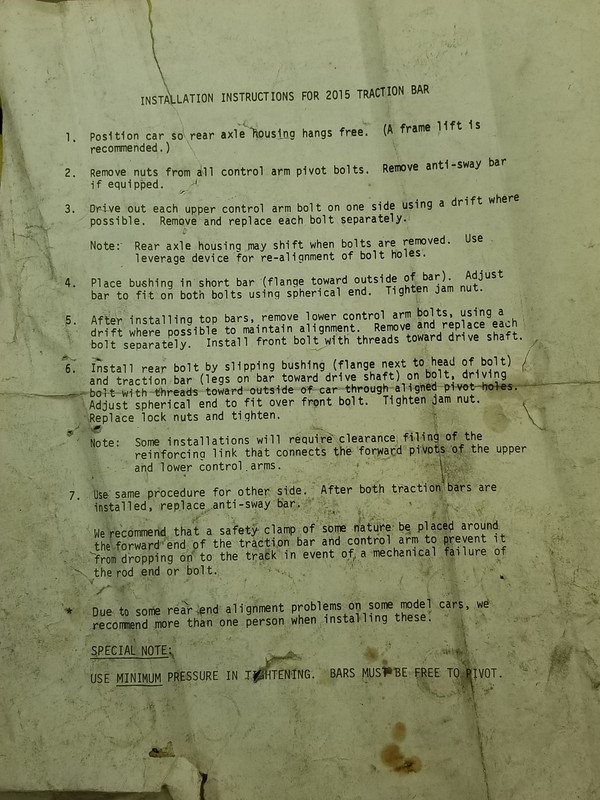 INSTALLATION INSTRUCTIONS FOR 2015 TRACTION BAR
1. Position car so rear axle housing hangs free. (A frame lift is
recommended.)
2. Remove nuts from all control arm pivot bolts. Remove anti-sway bar
if equipped.
3. Drive out each upper control arm bolt on one side using a drift where
possible. Remove and replace each bolt separately.
Note: Rear axle housing may shift when bolts are removed. Use
leverage device for re-alignment of bolt holes.
4. Place bushing in short bar (flange toward outside of bar). Adjust
bar to fit on both bolts using spherical end. Tighten jam nut.
5. After installing top bars, remove lower control arm bolts, using a
drift where possible to maintain alignment. Remove and replace each
bolt separately. Install front bolt with threads toward drive shaft.
6. Install rear bolt by slipping bushing (flange next to head of bolt)
and traction bar (legs on bar toward drive shaft) on bolt, driving
bolt with threads toward outside of car through aligned pivot holes.
Adjust spherical end to fit over front bolt. Tighten jam nut.
Replace lock nuts and tighten.
Note: Some installations will require clearance filing of the
reinforcing link that connects the forward pivots of the upper
and lower control arms.
7. Use same procedure for other side. After both traction bars are
installed, replace anti-sway bar.
We recommend that a safety clamp of some nature be placed around
the forward end of the traction bar and control arm to prevent it
from dropping on to the track in event of a mechanical failure of
the rod end or bolt.
* Due to some rear end alignment problems on some model cars, we
recommend more than one person when installing these.
SPECIAL NOTE:
USE MINIMUM PRESSURE IN TIGHTENING. BARS MUST BE FREE TO PIVOT.